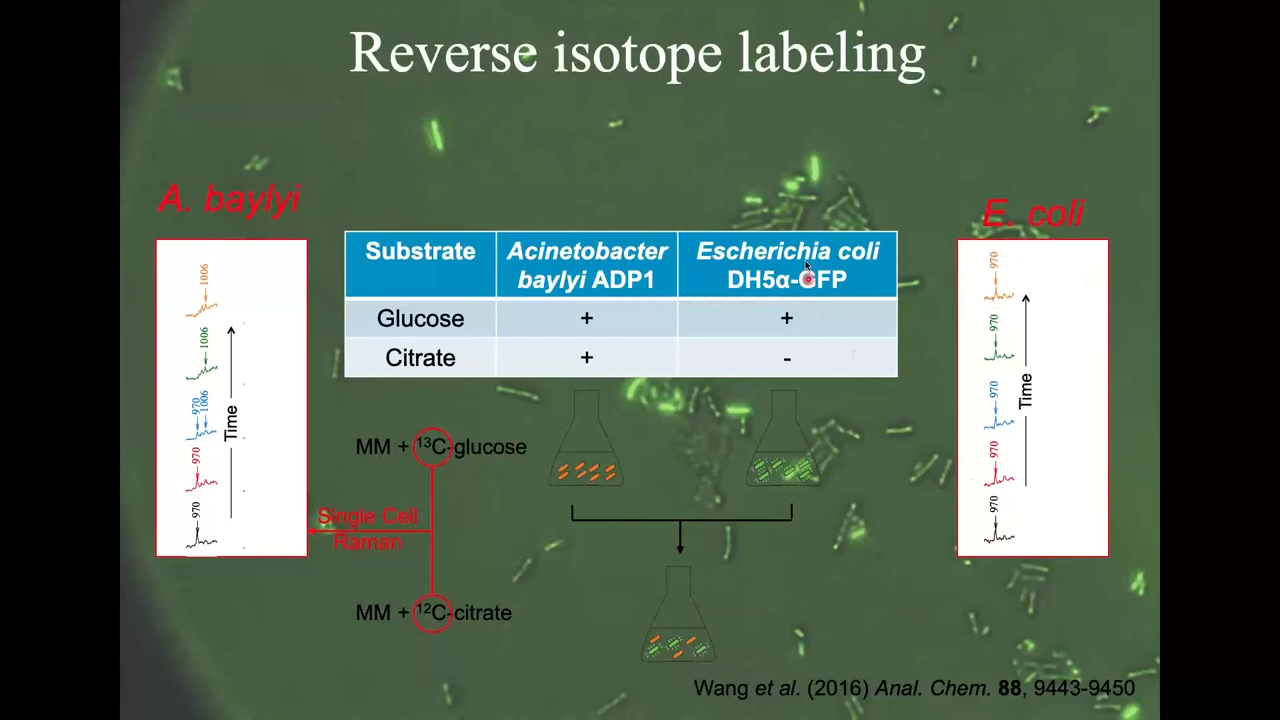 Reverse isotope labeling
A. baylyi
E. coli
1006
1006
970
1006
970
970
Time
Substrate
Acinetobacter
baylyi ADP1
Escherichia coli
DH5α-GFP
Glucose
+
+
Citrate
+
-
970
970
970
970
970
Time
MM + ¹³C-glucose
Single Cell
Raman
MM + ¹²C-citrate
Wang et al. (2016) Anal. Chem. 88, 9443-9450